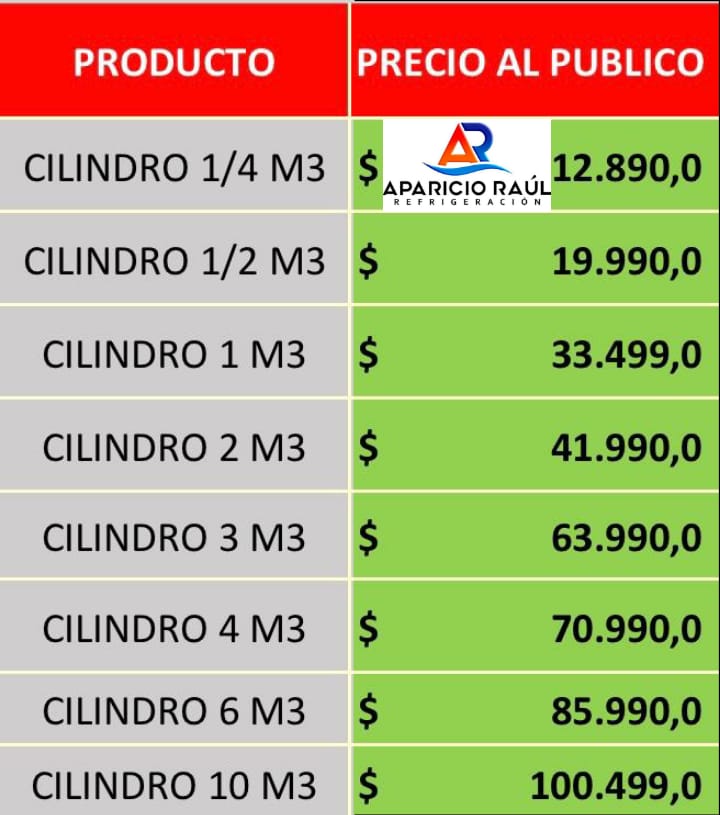 PRODUCTO PRECIO AL PUBLICO
CILINDRO 1/4 M3 $ 12.890,0
AR
APARICIO RAÚL
REFRIGERACIÓN
CILINDRO 1/2 M3 $ 19.990,0
CILINDRO 1 M3 $ 33.499,0
CILINDRO 2 M3 $ 41.990,0
CILINDRO 3 M3 $ 63.990,0
CILINDRO 4 M3 $ 70.990,0
CILINDRO 6 M3 $ 85.990,0
CILINDRO 10 M3 $ 100.499,0